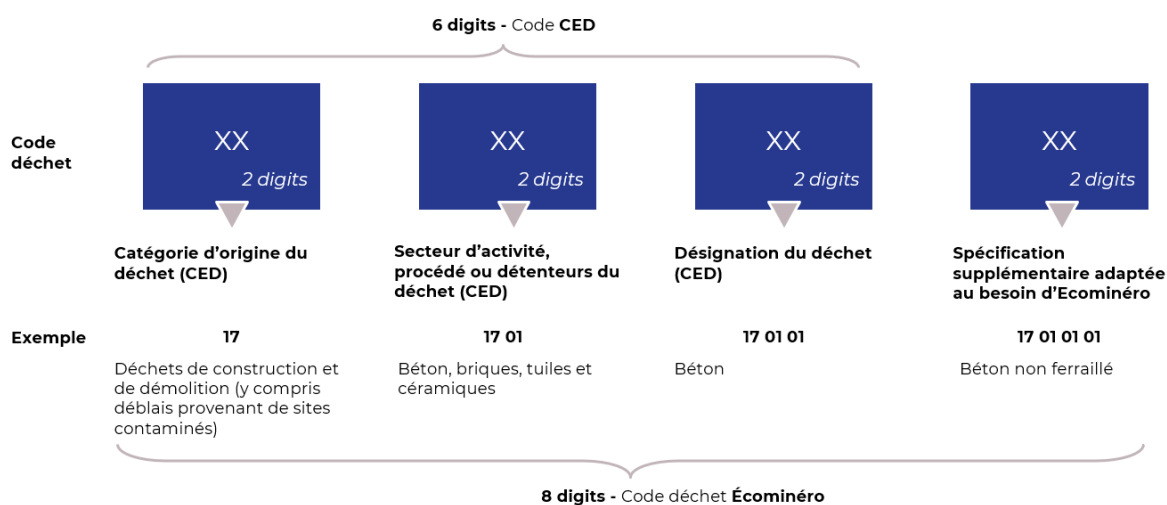 6 digits - Code CED
Code
déchet
XX
2 digits
XX
2 digits
XX
2 digits
XX
2 digits
Catégorie d'origine du
déchet (CED)
Secteur d'activité,
procédé ou détenteurs du
déchet (CED)
Désignation du déchet
(CED)
Spécification
supplémentaire adaptée
au besoin d'Ecominéro
Exemple
17
17 01
17 01 01
17 01 01 01
Déchets de construction et
de démolition (y compris
déblais provenant de sites
contaminés)
Béton, briques, tuiles et
céramiques
Béton
Béton non ferraillé
8 digits - Code déchet Écominéro